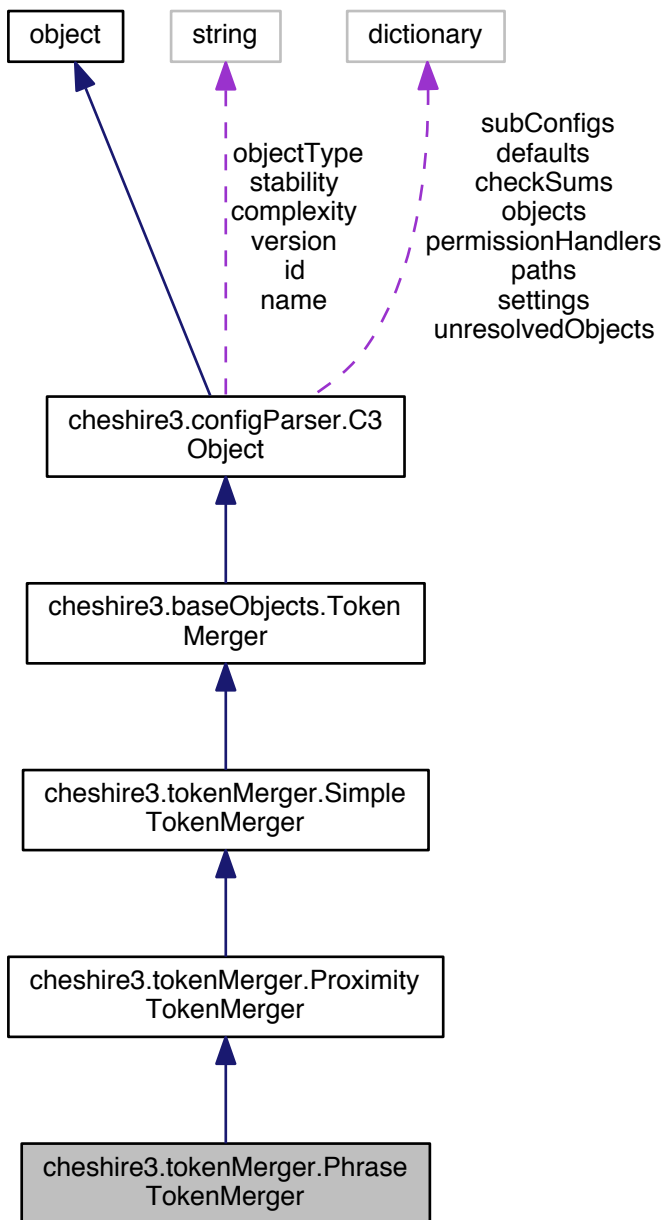 object
string
dictionary
objectType
stability
complexity
version
id
name
subConfigs
defaults
checkSums
objects
permissionHandlers
paths
settings
unresolvedObjects
cheshire3.configParser.C3
Object
cheshire3.baseObjects.Token
Merger
cheshire3.tokenMerger.Simple
TokenMerger
cheshire3.tokenMerger.Proximity
TokenMerger
cheshire3.tokenMerger.Phrase
TokenMerger